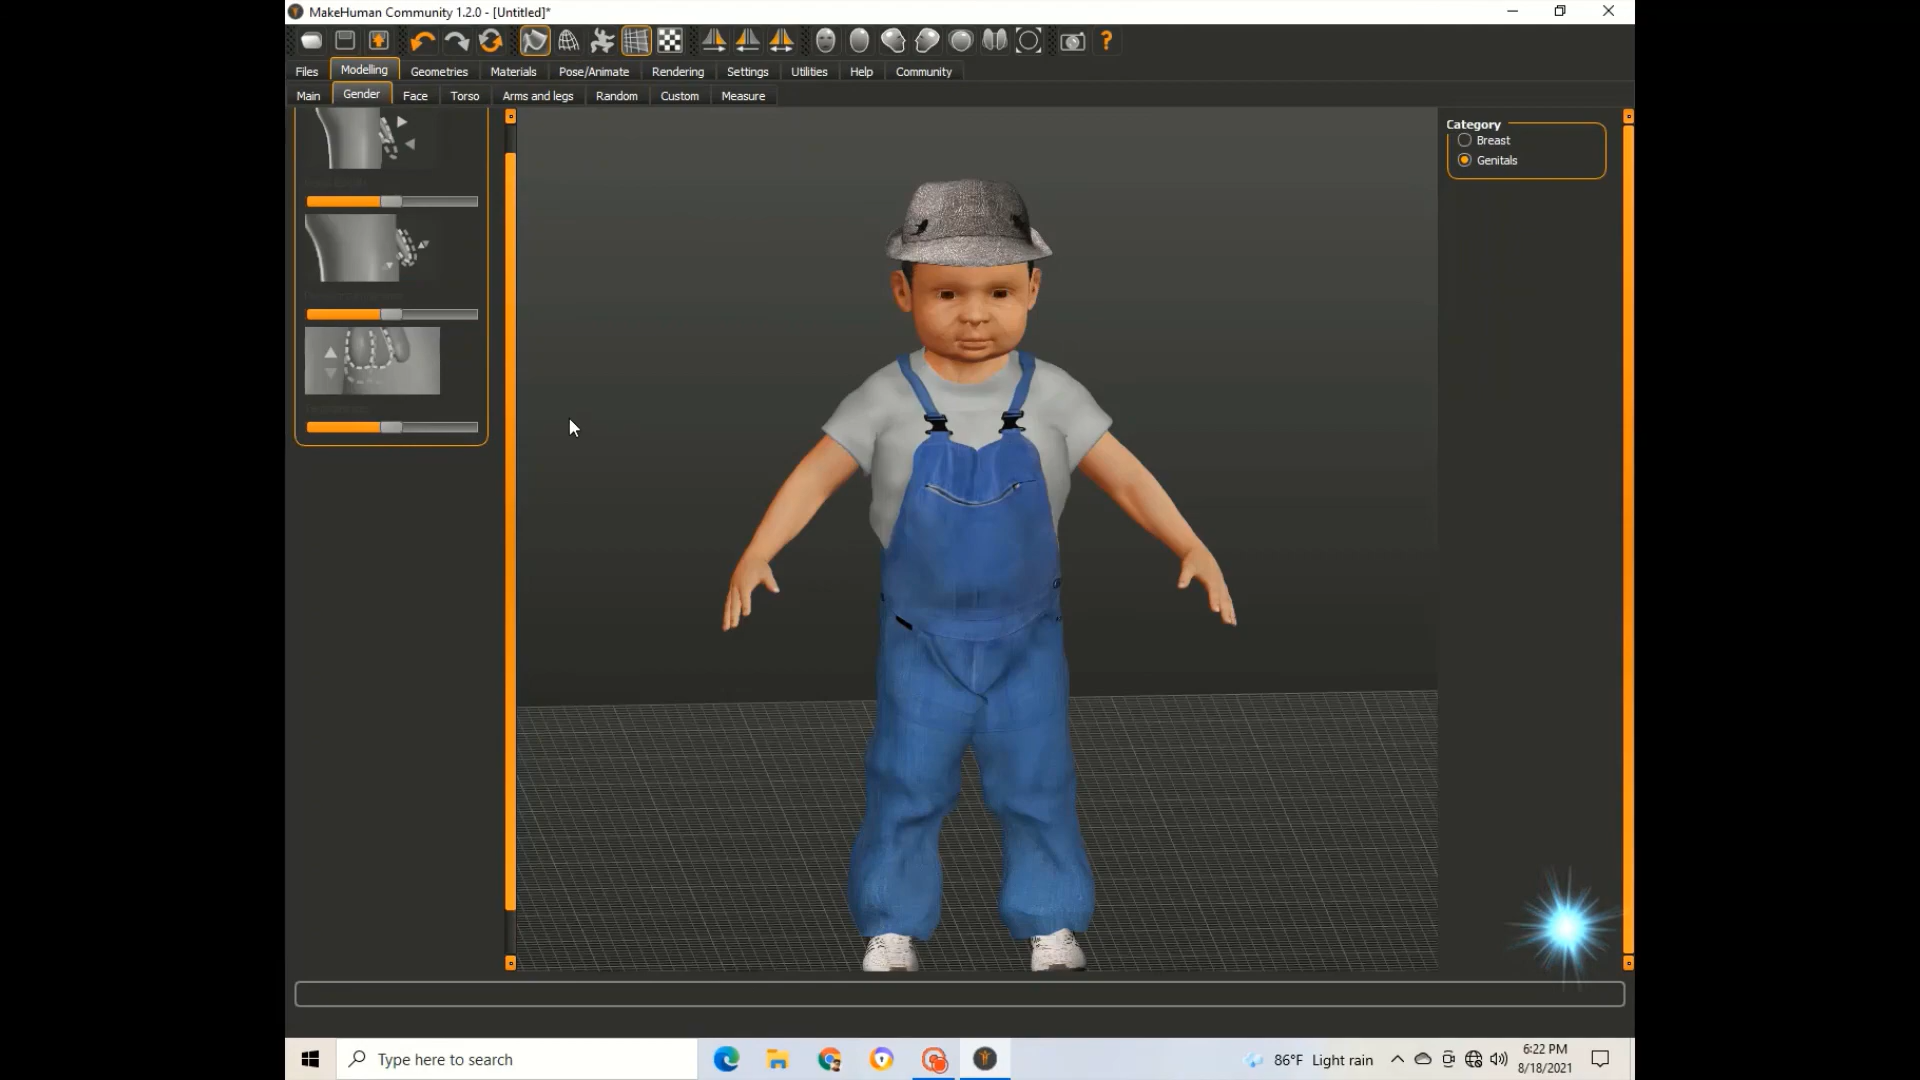 MakeHuman Community 1.2.0 - [Untitled]*
Files Modelling Geometries Materials Pose/Animate Rendering Settings Utilities Help Community
Main Gender Face Torso Arms and legs Random Custom Measure
Category
Breast
Genitals
Type here to search
86°F Light rain
6:22 PM
8/18/2021